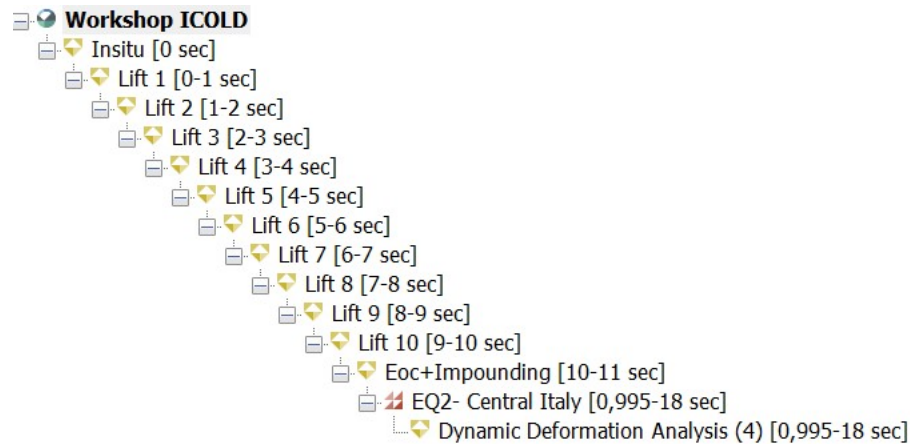 Workshop ICOLD
Insitu [0 sec]
Lift 1 [0-1 sec]
Lift 2 [1-2 sec]
Lift 3 [2-3 sec]
Lift 4 [3-4 sec]
Lift 5 [4-5 sec]
Lift 6 [5-6 sec]
Lift 7 [6-7 sec]
Lift 8 [7-8 sec]
Lift 9 [8-9 sec]
Lift 10 [9-10 sec]
Eoc+Impounding [10-11 sec]
EQ2- Central Italy [0,995-18 sec]
Dynamic Deformation Analysis (4) [0,995-18 sec]